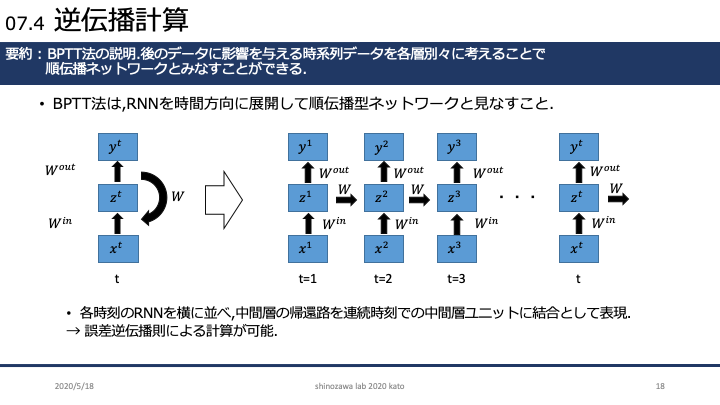 07.4 逆伝播計算
要約：BPTT法の説明.後のデータに影響を与える時系列データを各層別々に考えることで
順伝播ネットワークとみなすことができる.
• BPTT法は,RNNを時間方向に展開して順伝播型ネットワークと見なすこと.
y^t y^1 y^2 y^3 y^t
W^out W^out W^out W^out W^out
z^t W z^1 W z^2 W z^3 ・・・ z^t W
W^in W^in W^in W^in W^in
x^t x^1 x^2 x^3 x^t
t t=1 t=2 t=3 t
• 各時刻のRNNを横に並べ,中間層の帰還路を連続時刻での中間層ユニットに結合として表現.
→ 誤差逆伝播則による計算が可能.
2020/5/18 shinozawa lab 2020 kato 18